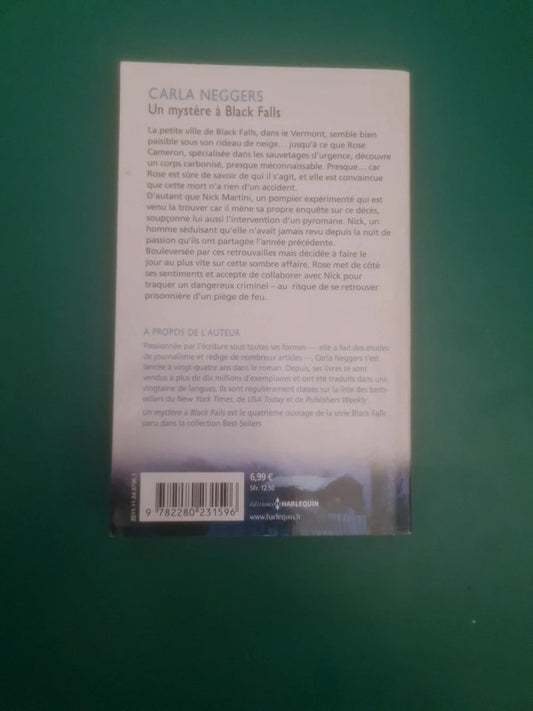 CARLA NEGGERS
Un mystère à Black Falls
La petite ville de Black Falls, dans le Vermont, semble bien
paisible sous son rideau de neige... jusqu'à ce que Rose
Cameron, spécialisée dans les sauvetages d'urgence, découvre
un corps carbonisé, presque méconnaissable. Presque... car
Rose est sûre de savoir de qui il s'agit, et elle est convaincue
que cette mort n'a rien d'un accident.
D'autant que Nick Martini, un pompier expérimenté qui est
venu la trouver car il mène sa propre enquête sur ce décès,
soupçonne lui aussi l'intervention d'un pyromane. Nick, un
homme séduisant qu'elle n'avait jamais revu depuis la nuit de
passion qu'ils ont partagée l'année précédente.
Bouleversée par ces retrouvailles mais décidée à faire le
jour au plus vite sur cette sombre affaire, Rose met de côté
ses sentiments et accepte de collaborer avec Nick pour
traquer un dangereux criminel – au risque de se retrouver
prisonnière d'un piège de feu.
A PROPOS DE L'AUTEUR
Passionnée par l'écriture sous toutes ses formes — elle a fait des études
de journalisme et rédigé de nombreux articles —, Carla Neggers s'est
lancée à vingt-quatre ans dans le roman. Depuis, ses livres se sont
vendus à plus de dix millions d'exemplaires et ont été traduits dans une
vingtaine de langues. Ils sont régulièrement classés sur la liste des best-
sellers du New York Times, de USA Today et de Publishers Weekly.
Un mystère à Black Falls est le quatrième ouvrage de la série Black Falls
paru dans la collection Best-Sellers
6,99 €
Sfr. 12.50
Éditions HARLEQUIN
www.harlequin.fr
9 782280 231596